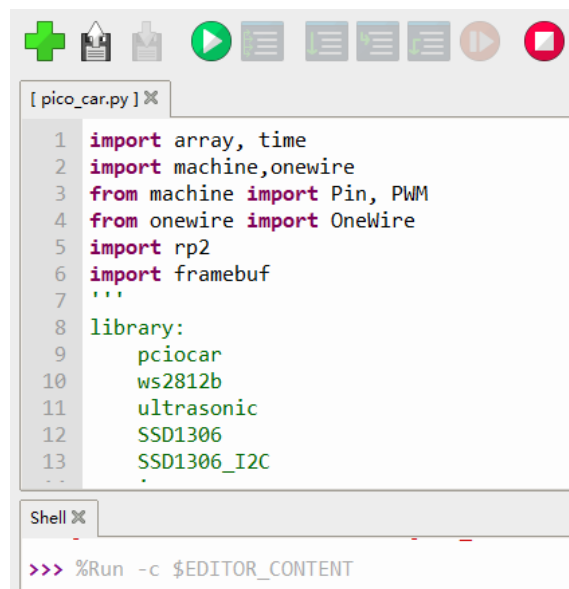 [ pico_car.py ]
1 import array, time
2 import machine,onewire
3 from machine import Pin, PWM
4 from onewire import OneWire
5 import rp2
6 import framebuf
7 '''
8 library:
9 pciocar
10 ws2812b
11 ultrasonic
12 SSD1306
13 SSD1306_I2C
Shell
>>> %Run -c $EDITOR_CONTENT